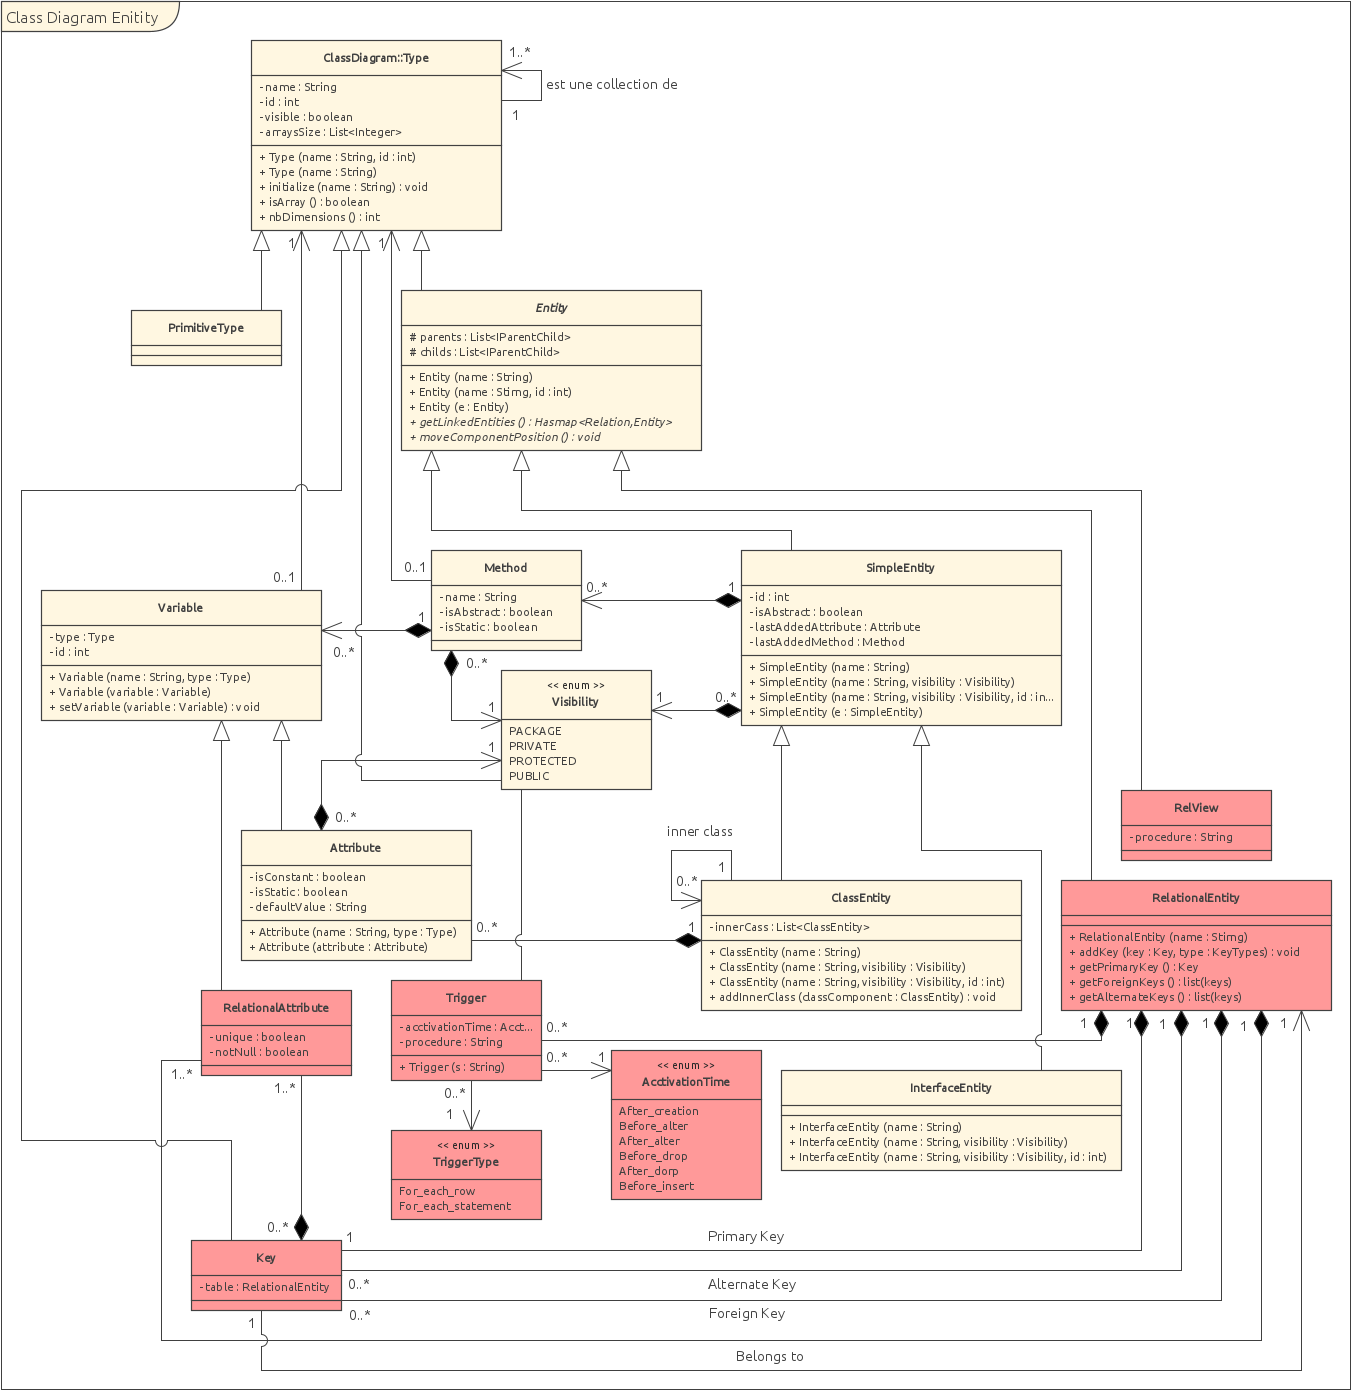 Class Diagram Enitity
ClassDiagram::Type
- name : String
- id : int
- visible : boolean
- arraysSize : List<Integer>
+ Type (name : String, id : int)
+ Type (name : String)
+ initialize (name : String) : void
+ isArray () : boolean
+ nbDimensions () : int
1..*
est une collection de
1
1
1
PrimitiveType
Entity
# parents : List<IParentChild>
# childs : List<IParentChild>
+ Entity (name : String)
+ Entity (name : Stirng, id : int)
+ Entity (e : Entity)
+ getLinkedEntities () : Hasmap<Relation,Entity>
+ moveComponentPosition () : void
0..1
Variable
- type : Type
- id : int
+ Variable (name : String, type : Type)
+ Variable (variable : Variable)
+ setVariable (variable : Variable) : void
0..1
Method
- name : String
- isAbstract : boolean
- isStatic : boolean
1
0..*
0..*
0..*
1
SimpleEntity
- id : int
- isAbstract : boolean
- lastAddedAttribute : Attribute
- lastAddedMethod : Method
+ SimpleEntity (name : String)
+ SimpleEntity (name : String, visibility : Visibility)
+ SimpleEntity (name : String, visibility : Visibility, id : in...
+ SimpleEntity (e : SimpleEntity)
<< enum >>
Visibility
PACKAGE
PRIVATE
PROTECTED
PUBLIC
1
1
1
0..*
0..*
Attribute
- isConstant : boolean
- isStatic : boolean
- defaultValue : String
+ Attribute (name : String, type : Type)
+ Attribute (attribute : Attribute)
0..*
1
inner class
1
0..*
ClassEntity
- innerCass : List<ClassEntity>
+ ClassEntity (name : String)
+ ClassEntity (name : String, visibility : Visibility)
+ ClassEntity (name : String, visibility : Visibility, id : int)
+ addInnerClass (classComponent : ClassEntity) : void
RelView
- procedure : String
RelationalEntity
+ RelationalEntity (name : Stirng)
+ addKey (key : Key, type : KeyTypes) : void
+ getPrimaryKey () : Key
+ getForeignKeys () : list(keys)
+ getAlternateKeys () : list(keys)
1
1
1
1
1
1
RelationalAttribute
- unique : boolean
- notNull : boolean
1..*
1..*
Trigger
- acctivationTime : Acct...
- procedure : String
+ Trigger (s : String)
0..*
0..*
1
0..*
1
<< enum >>
AcctivationTime
After_creation
Before_alter
After_alter
Before_drop
After_dorp
Before_insert
InterfaceEntity
+ InterfaceEntity (name : String)
+ InterfaceEntity (name : String, visibility : Visibility)
+ InterfaceEntity (name : String, visibility : Visibility, id : int)
<< enum >>
TriggerType
For_each_row
For_each_statement
0..*
Key
- table : RelationalEntity
1
Primary Key
0..*
Alternate Key
0..*
Foreign Key
1
Belongs to